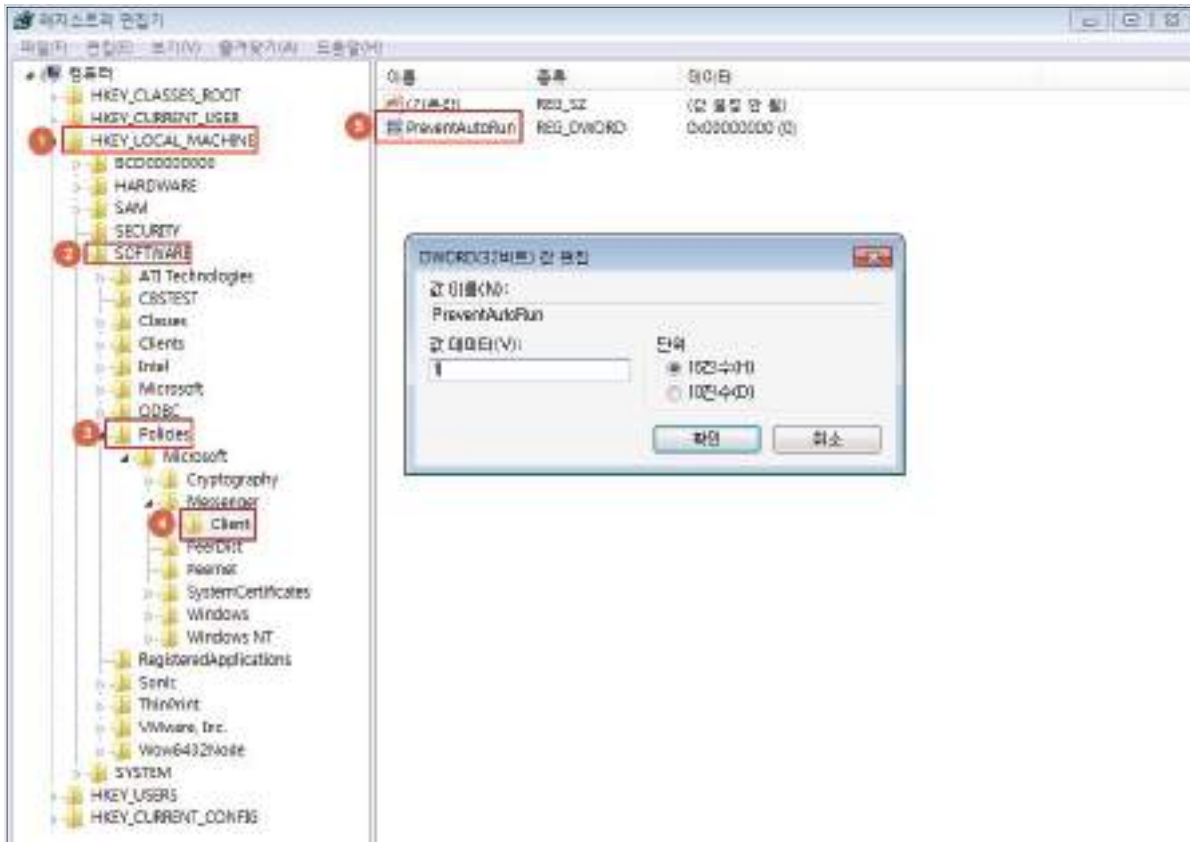 레지스트리 편집기
파일(F) 편집(E) 보기(V) 즐겨찾기(A) 도움말(H)
컴퓨터
HKEY_CLASSES_ROOT
HKEY_CURRENT_USER
1 HKEY_LOCAL_MACHINE
BCD00000000
HARDWARE
SAM
SECURITY
2 SOFTWARE
ATI Technologies
CBSTEST
Classes
Clients
Intel
Microsoft
ODBC
3 Policies
Microsoft
Cryptography
Messenger
4 Client
PeerDist
Peernet
SystemCertificates
Windows
Windows NT
RegisteredApplications
Sonic
ThinPrint
VMware, Inc.
Wow6432Node
SYSTEM
HKEY_USERS
HKEY_CURRENT_CONFIG
이름 종류 데이터
(기본값) REG_SZ (값 설정 안 됨)
5 PreventAutoRun REG_DWORD 0x00000000 (0)
DWORD(32비트) 값 편집
값 이름(N):
PreventAutoRun
값 데이터(V): 단위
1 16진수(H)
10진수(D)
확인 취소